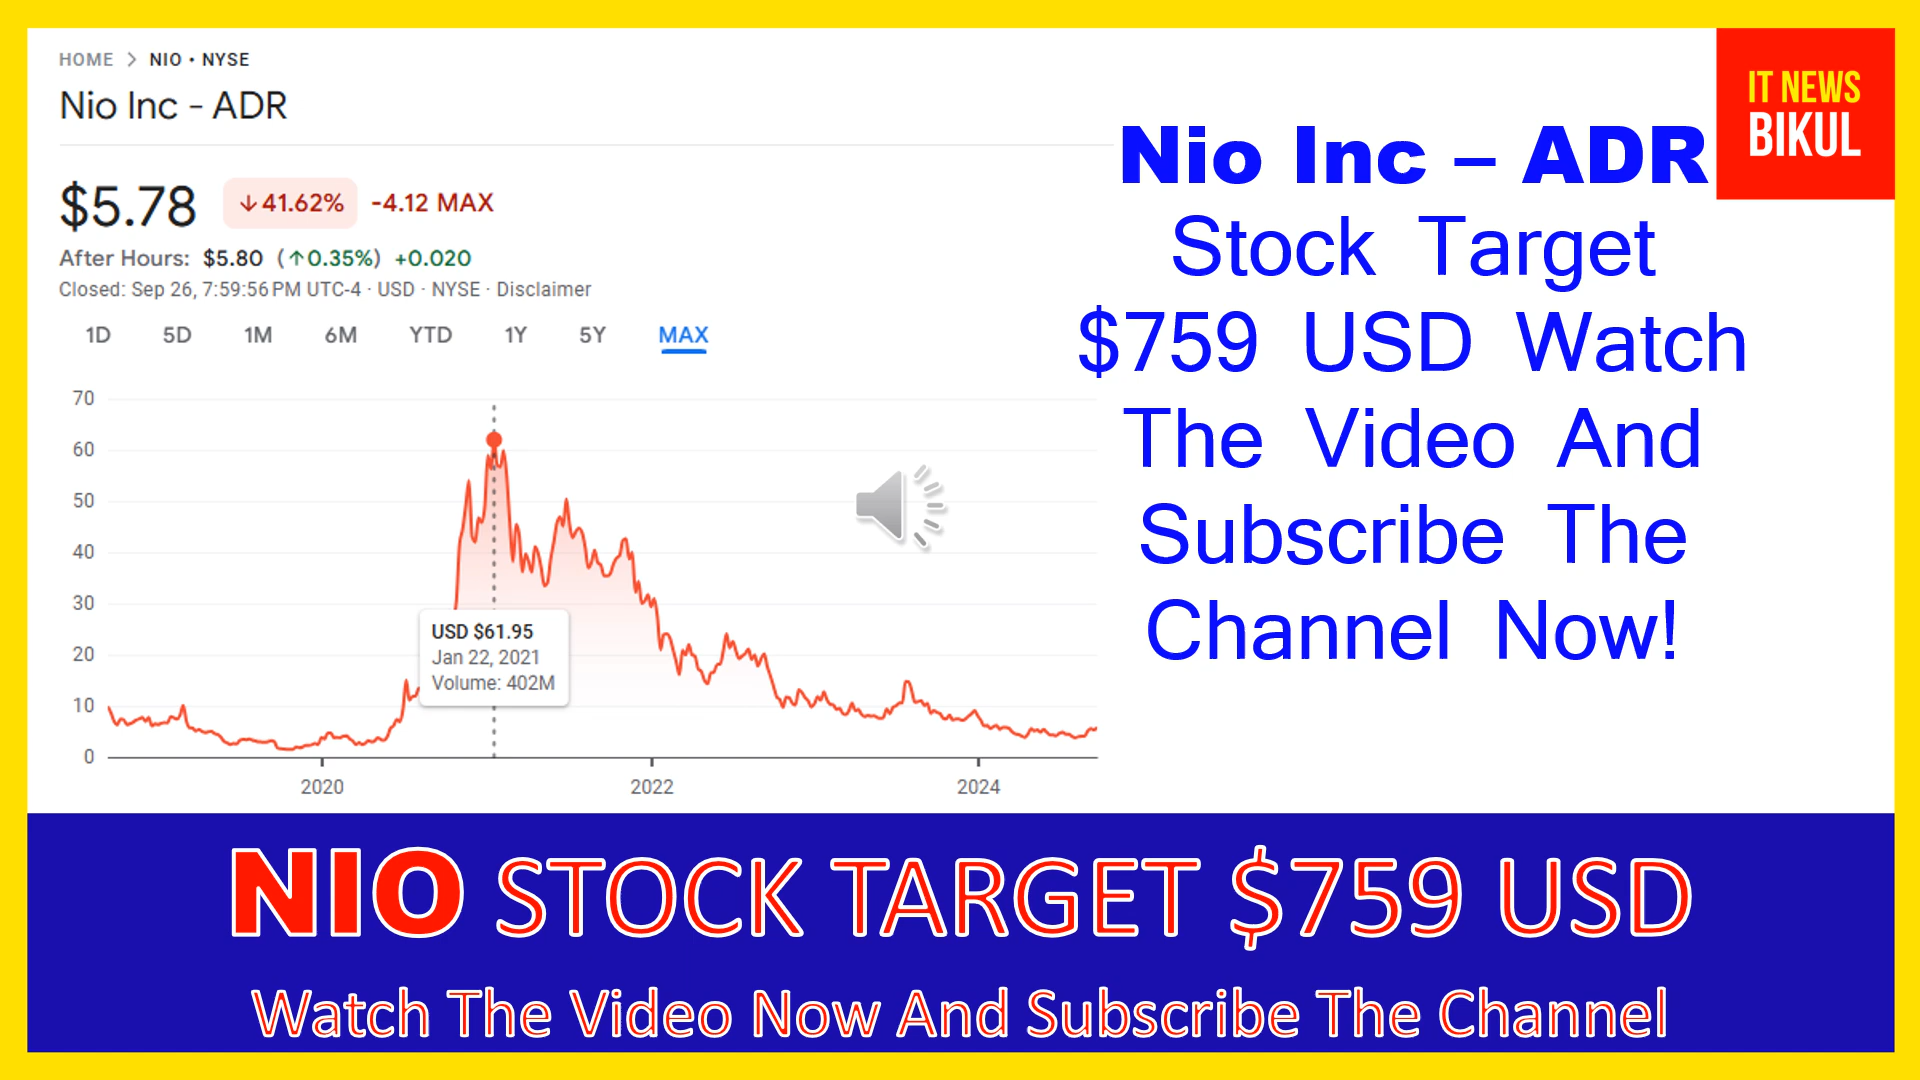 HOME > NIO • NYSE
Nio Inc - ADR
$5.78 ↓41.62% -4.12 MAX
After Hours: $5.80 (↑0.35%) +0.020
Closed: Sep 26, 7:59:56 PM UTC-4 · USD · NYSE · Disclaimer
1D 5D 1M 6M YTD 1Y 5Y MAX
70
60
50
40
30
20
10
0
USD $61.95
Jan 22, 2021
Volume: 402M
2020 2022 2024
IT NEWS
BIKUL
Nio Inc – ADR
Stock Target
$759 USD Watch
The Video And
Subscribe The
Channel Now!
NIO STOCK TARGET $759 USD
Watch The Video Now And Subscribe The Channel